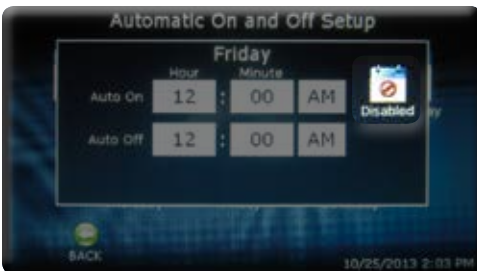 Automatic On and Off Setup
Friday
Hour Minute
Auto On 12 : 00 AM
Disabled
Auto Off 12 : 00 AM
BACK
10/25/2013 2:03 PM